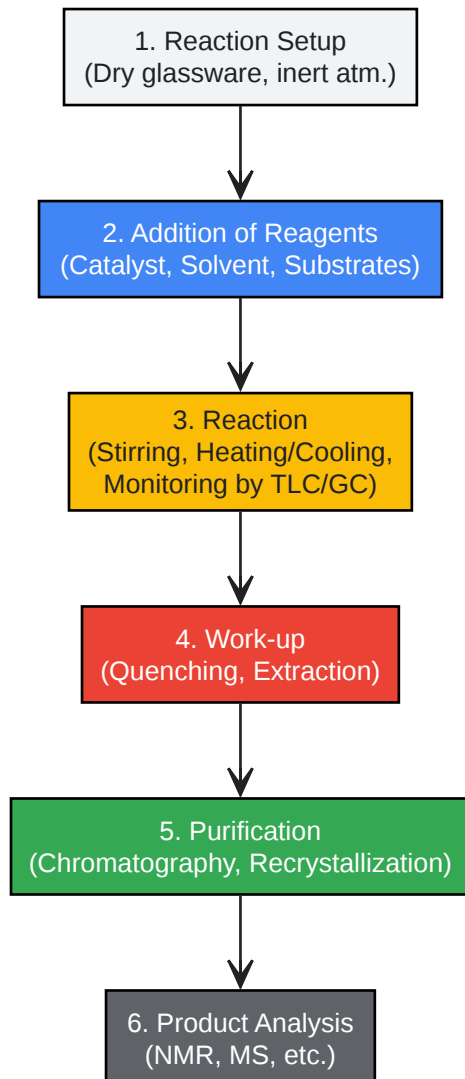 1. Reaction Setup
(Dry glassware, inert atm.)
2. Addition of Reagents
(Catalyst, Solvent, Substrates)
3. Reaction
(Stirring, Heating/Cooling,
Monitoring by TLC/GC)
4. Work-up
(Quenching, Extraction)
5. Purification
(Chromatography, Recrystallization)
6. Product Analysis
(NMR, MS, etc.)